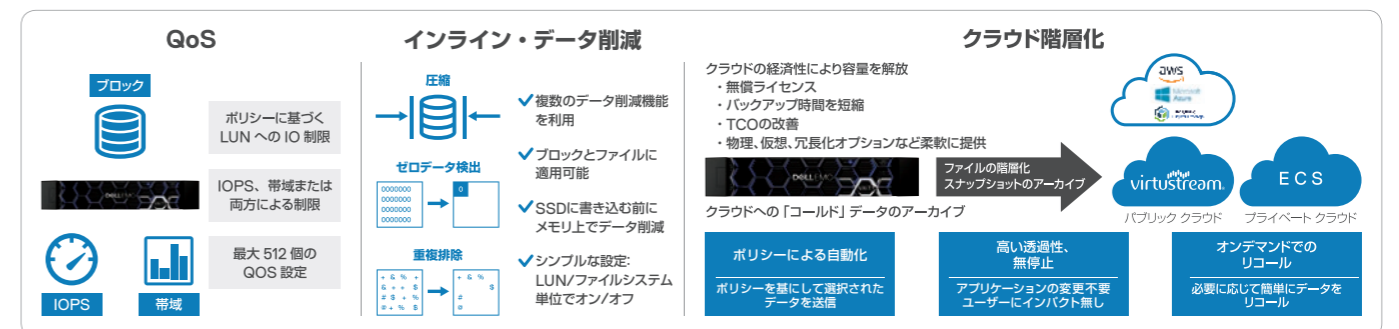 QoS
ブロック
ポリシーに基づく
LUN への IO 制限
DELLEMC
IOPS、帯域または
両方による制限
最大 512 個の
QOS 設定
IOPS
帯域
インライン・データ削減
圧縮
ゼロデータ検出
0000000
0000000
0000000
0000000
0
重複排除
+ & % +
& + + $
# $ + %
@ + % $
+ & %
$
#
@
複数のデータ削減機能
を利用
ブロックとファイルに
適用可能
SSDに書き込む前に
メモリ上でデータ削減
シンプルな設定:
LUN/ファイルシステム
単位でオン/オフ
クラウド階層化
クラウドの経済性により容量を解放
・無償ライセンス
・バックアップ時間を短縮
・TCOの改善
・物理、仮想、冗長化オプションなど柔軟に提供
DELLEMC
クラウドへの「コールド」データのアーカイブ
ファイルの階層化
スナップショットのアーカイブ
aws
Microsoft
Azure
virtustream.
パブリック クラウド
ECS
プライベート クラウド
ポリシーによる自動化
ポリシーを基にして選択された
データを送信
高い透過性、
無停止
アプリケーションの変更不要
ユーザーにインパクト無し
オンデマンドでの
リコール
必要に応じて簡単にデータを
リコール